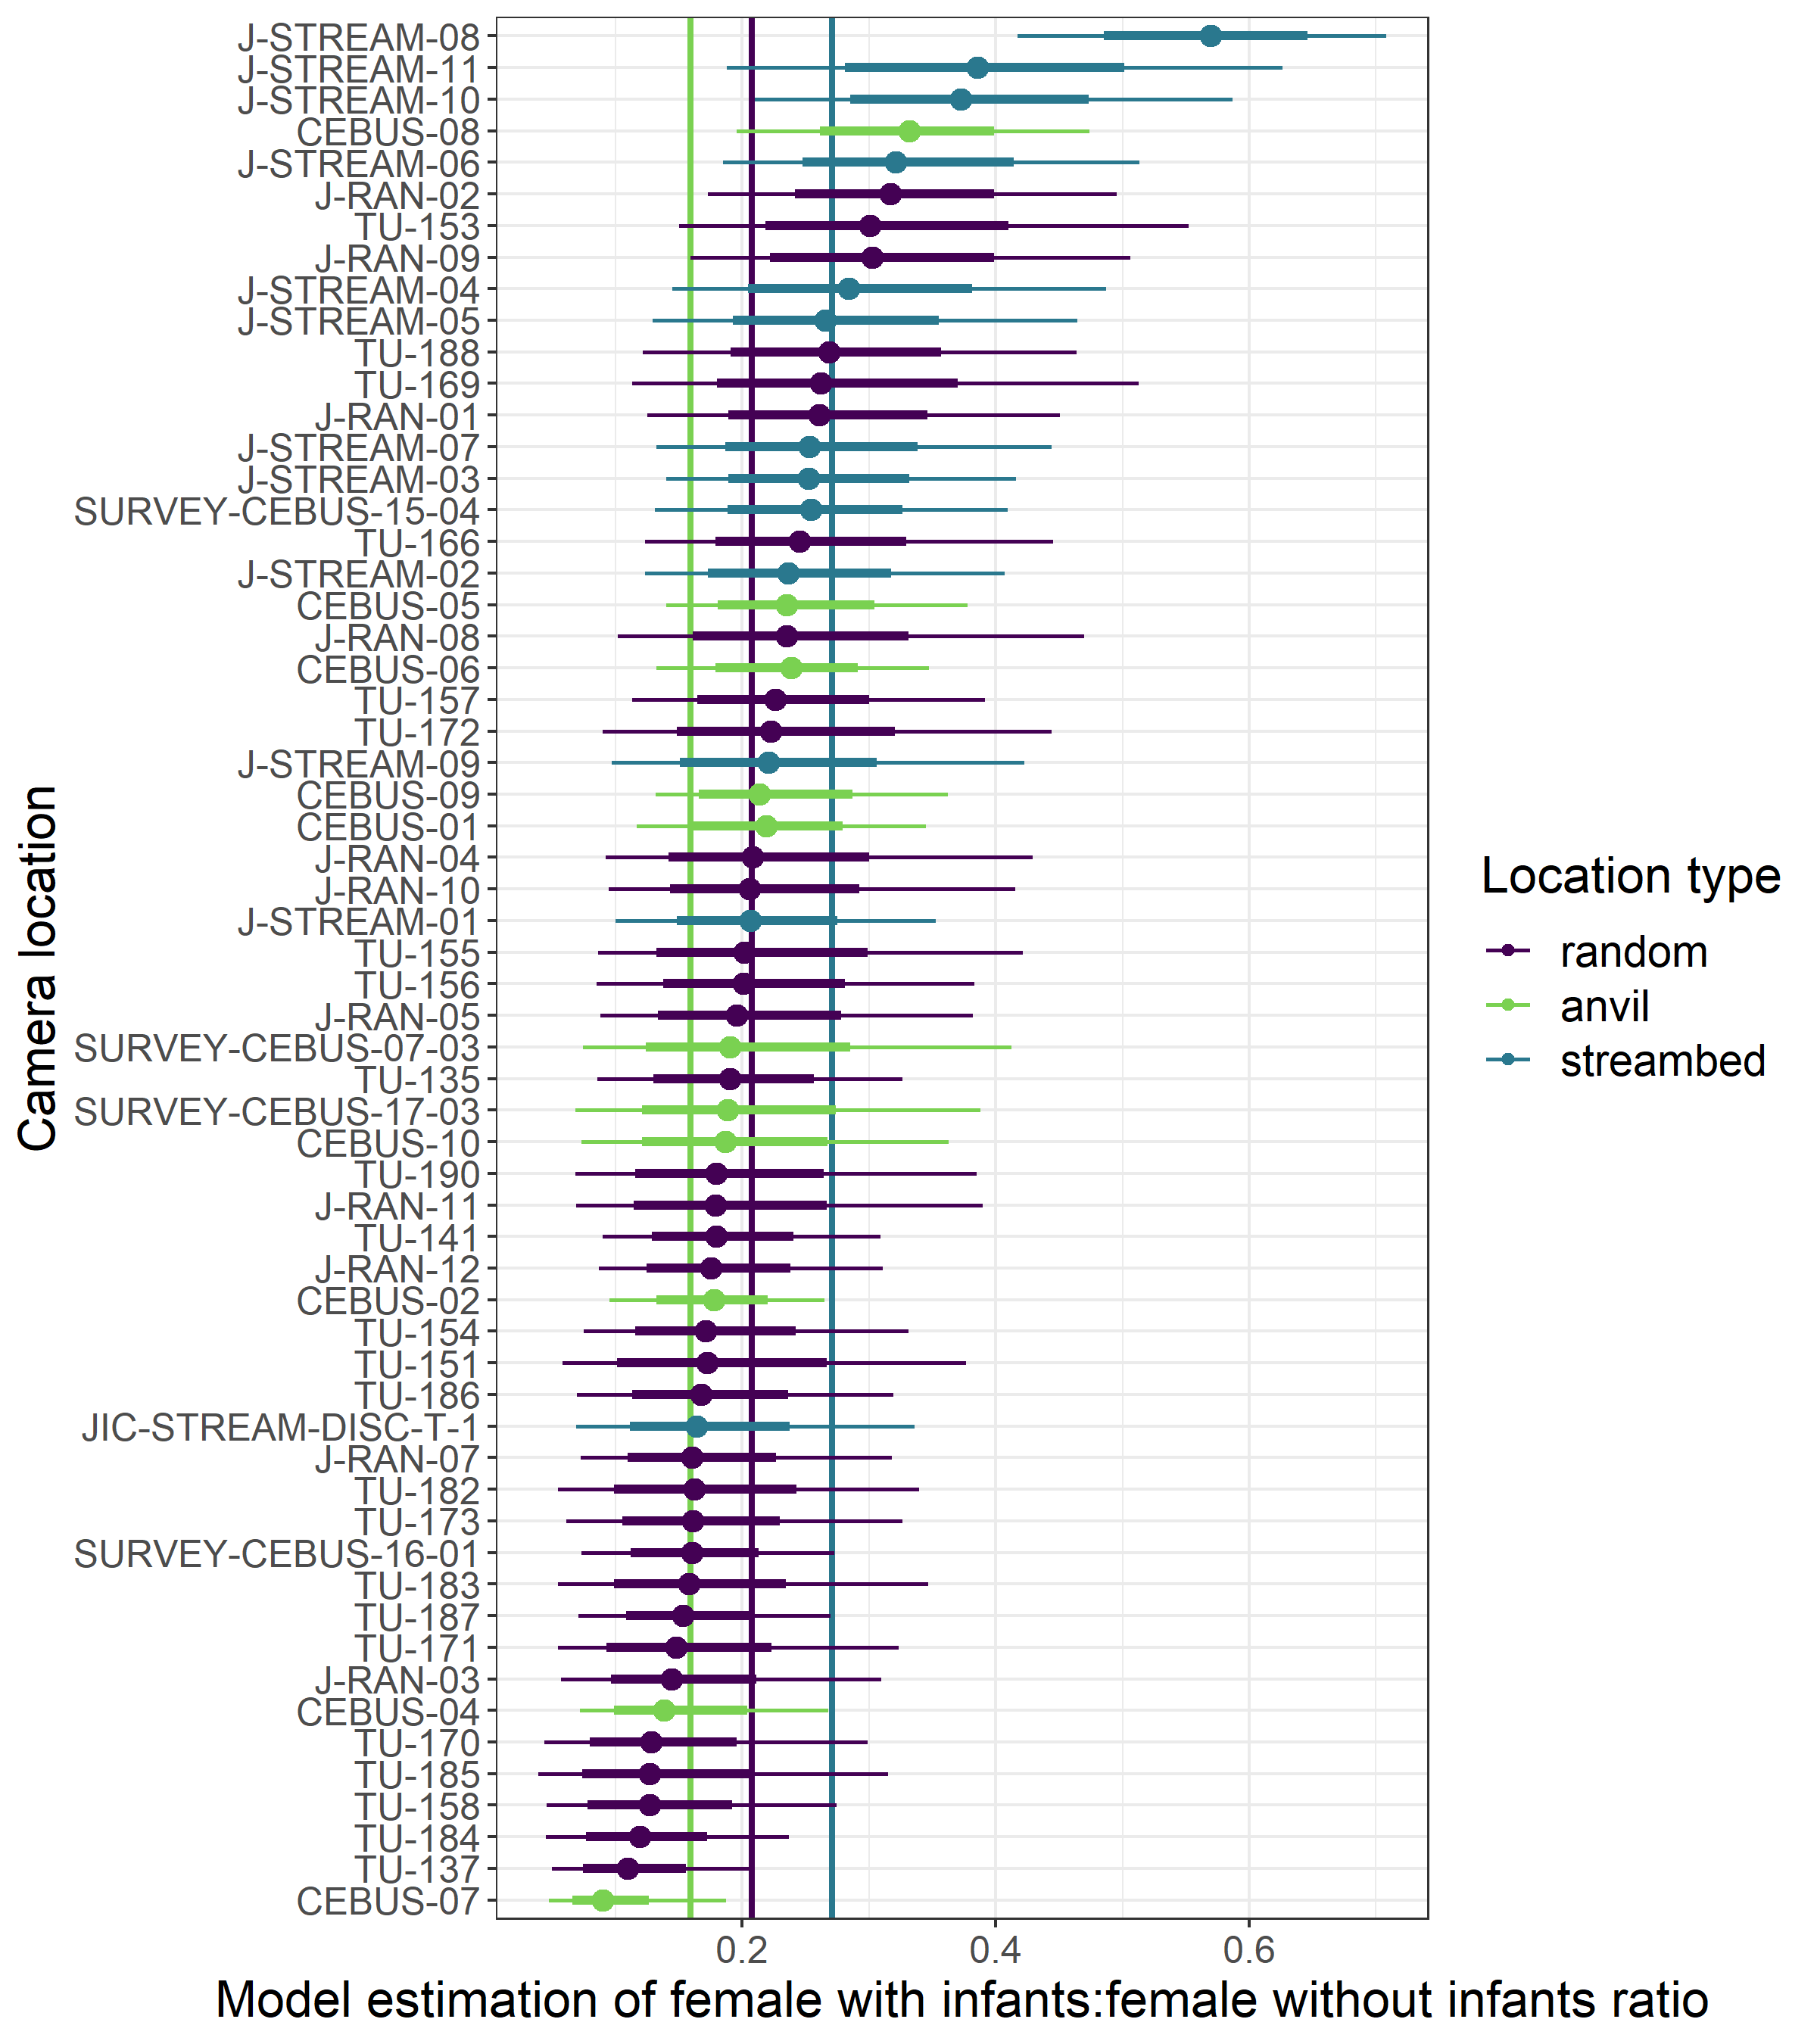 J-STREAM-08
J-STREAM-11
J-STREAM-10
CEBUS-08
J-STREAM-06
J-RAN-02
TU-153
J-RAN-09
J-STREAM-04
J-STREAM-05
TU-188
TU-169
J-RAN-01
J-STREAM-07
J-STREAM-03
SURVEY-CEBUS-15-04
TU-166
J-STREAM-02
CEBUS-05
J-RAN-08
CEBUS-06
TU-157
TU-172
J-STREAM-09
CEBUS-09
CEBUS-01
J-RAN-04
J-RAN-10
J-STREAM-01
TU-155
TU-156
J-RAN-05
SURVEY-CEBUS-07-03
TU-135
SURVEY-CEBUS-17-03
CEBUS-10
TU-190
J-RAN-11
TU-141
J-RAN-12
CEBUS-02
TU-154
TU-151
TU-186
JIC-STREAM-DISC-T-1
J-RAN-07
TU-182
TU-173
SURVEY-CEBUS-16-01
TU-183
TU-187
TU-171
J-RAN-03
CEBUS-04
TU-170
TU-185
TU-158
TU-184
TU-137
CEBUS-07
Camera location
0.2 0.4 0.6
Model estimation of female with infants:female without infants ratio
Location type
random
anvil
streambed